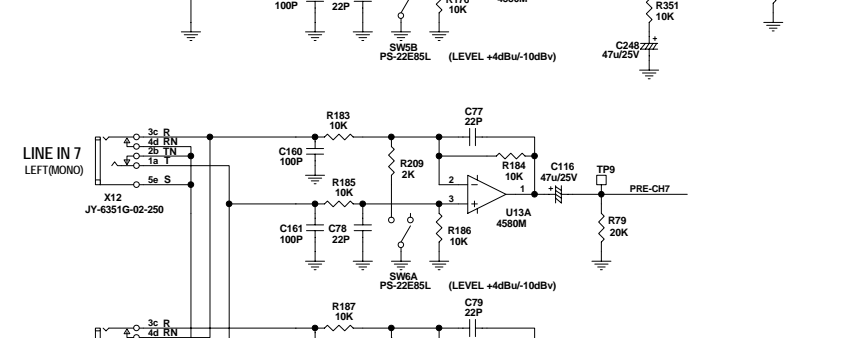 100P
22P
R176
10K
4580M
R351
10K
SW5B
PS-22E85L (LEVEL +4dBu/-10dBv)
C248
+
47u/25V
LINE IN 7
LEFT(MONO)
3c R
4d RN
2b TN
1a T
5e S
X12
JY-6351G-02-250
R183
10K
C160
100P
R185
10K
C161
100P
C78
22P
R209
2K
C77
22P
R184
10K
2
3
1
U13A
4580M
R186
10K
C116
47u/25V
+
TP9
PRE-CH7
R79
20K
SW6A
PS-22E85L (LEVEL +4dBu/-10dBv)
R187
10K
C79
22P
3c R
4d RN